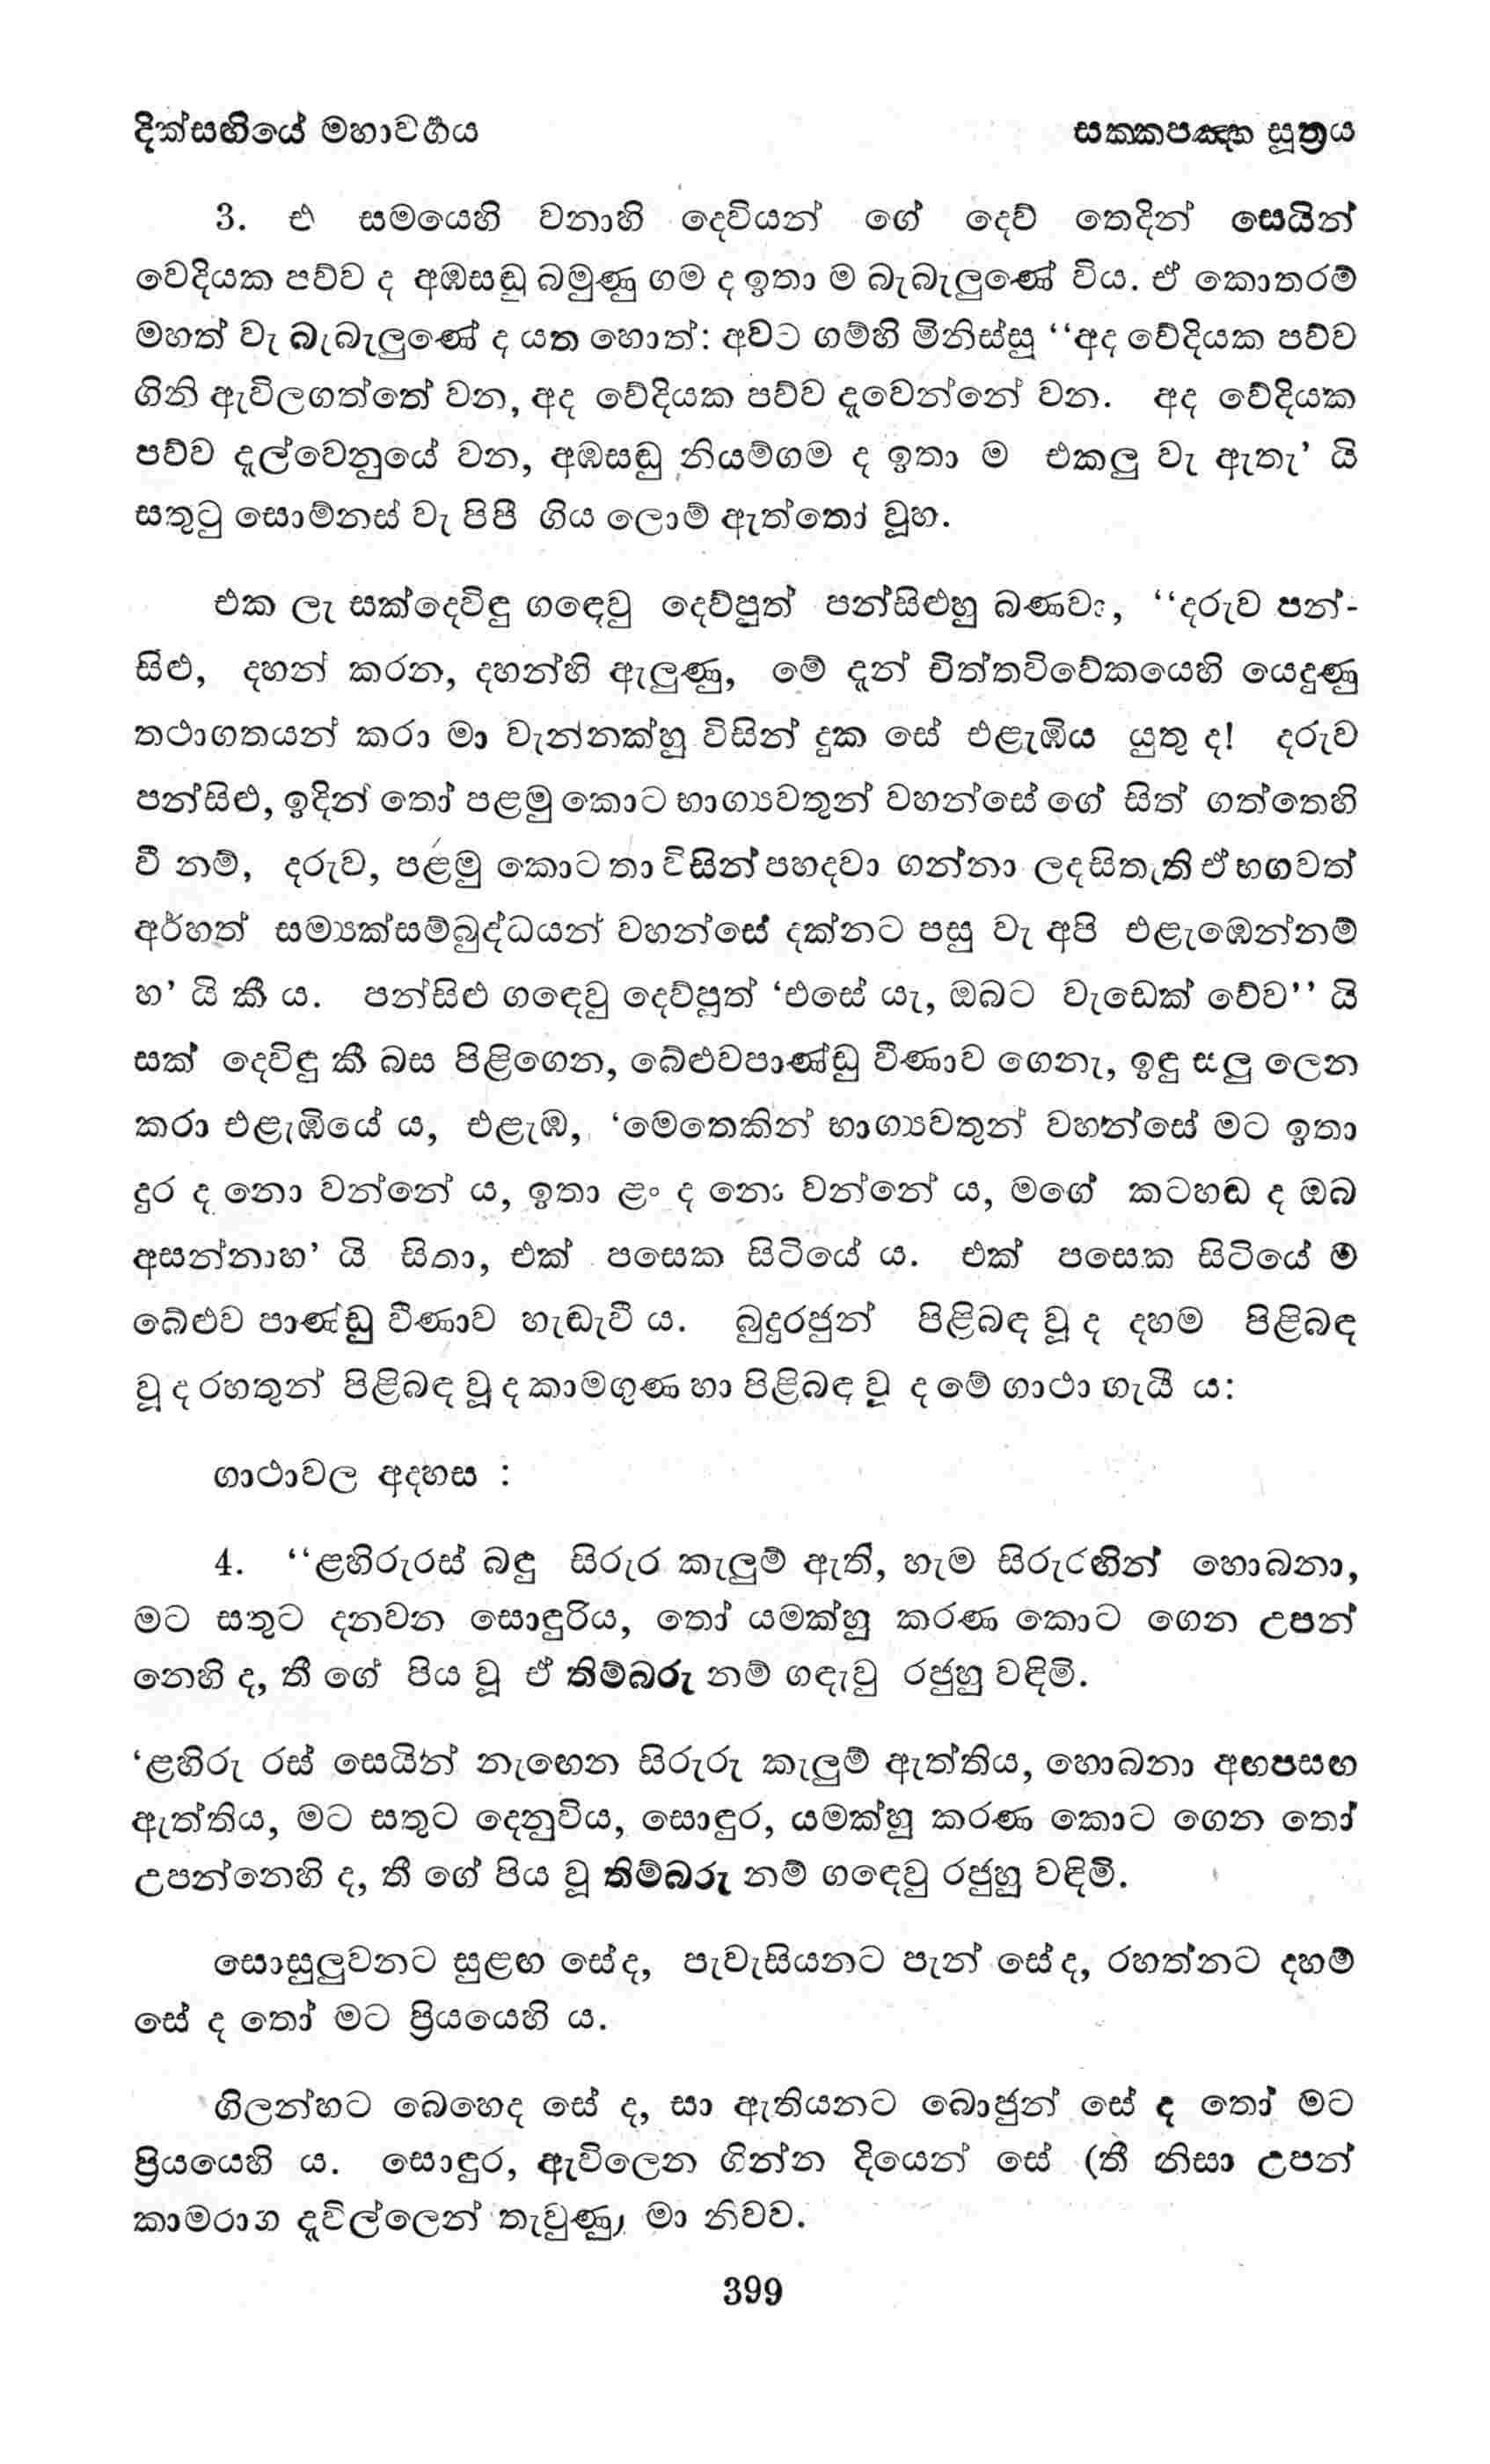 දික්සඟියේ මහාවර්‍ගය
සක්කපඤ්හ සූත්‍රය
3. එ සමයෙහි වනාහි දෙවියන් ගේ දෙව් තෙදින් සෙයින්
වෙදියක පව්ව ද අඹසඬු බමුණු ගම ද ඉතා ම බැබැලුණේ විය. ඒ කොතරම්
මහත් වැ බැබැලුණේ ද යත හොත්: අවට ගම්හි මිනිස්සු “අද වේදියක පව්ව
ගිනි ඇවිලගත්තේ වන, අද වේදියක පව්ව දැවෙන්නේ වන. අද වේදියක
පව්ව දැල්වෙනුයේ වන, අඹසඬු නියම්ගම ද ඉතා ම එකලු වැ ඇතැ’ යි
සතුටු සොම්නස් වැ පිපී ගිය ලොම් ඇත්තෝ වූහ.
එක ලැ සක්දෙවිඳු ගඳෙවු දෙව්පුත් පන්සිළුහු බණවා, “දරුව පන්-
සිළු, දහන් කරන, දහන්හි ඇලුණු, මේ දැන් චිත්තවිවේකයෙහි යෙදුණු
තථාගතයන් කරා මා වැන්නක්හු විසින් දුක සේ එළැඹිය යුතු ද! දරුව
පන්සිළු, ඉදින් තෝ පළමු කොට භාග්‍යවතුන් වහන්සේ ගේ සිත් ගත්තෙහි
වී නම්, දරුව, පළමු කොට තා විසින් පහදවා ගන්නා ලදසිතැති ඒ භගවත්
අර්හත් සම්‍යක්සම්බුද්ධයන් වහන්සේ දක්නට පසු වැ අපි එළැඹෙන්නම්
හ’ යි කී ය. පන්සිළු ගඳෙවු දෙව්පුත් ‘එසේ යැ, ඔබට වැඩෙක් වේව’’ යි
සක් දෙවිඳු කී බස පිළිගෙන, බේළුවපාණ්ඩු වීණාව ගෙනැ, ඉඳු සලු ලෙන
කරා එළැඹියේ ය, එළැඹ, ‘මෙතෙකින් භාග්‍යවතුන් වහන්සේ මට ඉතා
දුර ද නො වන්නේ ය, ඉතා ළං ද නො වන්නේ ය, මගේ කටහඬ ද ඔබ
අසන්නාහ’ යි සිතා, එක් පසෙක සිටියේ ය. එක් පසෙක සිටියේ ම
බේළුව පාණ්ඩු වීණාව හැඬැවී ය. බුදුරජුන් පිළිබඳ වූ ද දහම පිළිබඳ
වූ ද රහතුන් පිළිබඳ වූ ද කාමගුණ හා පිළිබඳ වූ ද මේ ගාථා ගැයී ය:
ගාථාවල අදහස :
4. “ළහිරුරස් බඳු සිරුර කැලුම් ඇති, හැම සිරුරඟින් හොබනා,
මට සතුට දනවන සොඳුරිය, තෝ යමක්හු කරණ කොට ගෙන උපන්
නෙහි ද, තී ගේ පිය වූ ඒ තිම්බරු නම් ගඳැවු රජුහු වඳිමි.
‘ළහිරු රස් සෙයින් නැඟෙන සිරුරු කැලුම් ඇත්තිය, හොබනා අඟපසඟ
ඇත්තිය, මට සතුට දෙනුවිය, සොඳුර, යමක්හු කරණ කොට ගෙන තෝ
උපන්නෙහි ද, තී ගේ පිය වූ තිම්බරු නම් ගඳෙවු රජුහු වඳිමි.
සොසුලුවනට සුළඟ සේද, පැවැසියනට පැන් සේ ද, රහත්නට දහම්
සේ ද තෝ මට ප්‍රියයෙහි ය.
ගිලන්හට බෙහෙද සේ ද, සා ඇතියනට බොජුන් සේ ද තෝ මට
ප්‍රියයෙහි ය. සොඳුර, ඇවිලෙන ගින්න දියෙන් සේ (තී නිසා උපන්
කාමරාග දැවිල්ලෙන් තැවුණු) මා නිවව.
399